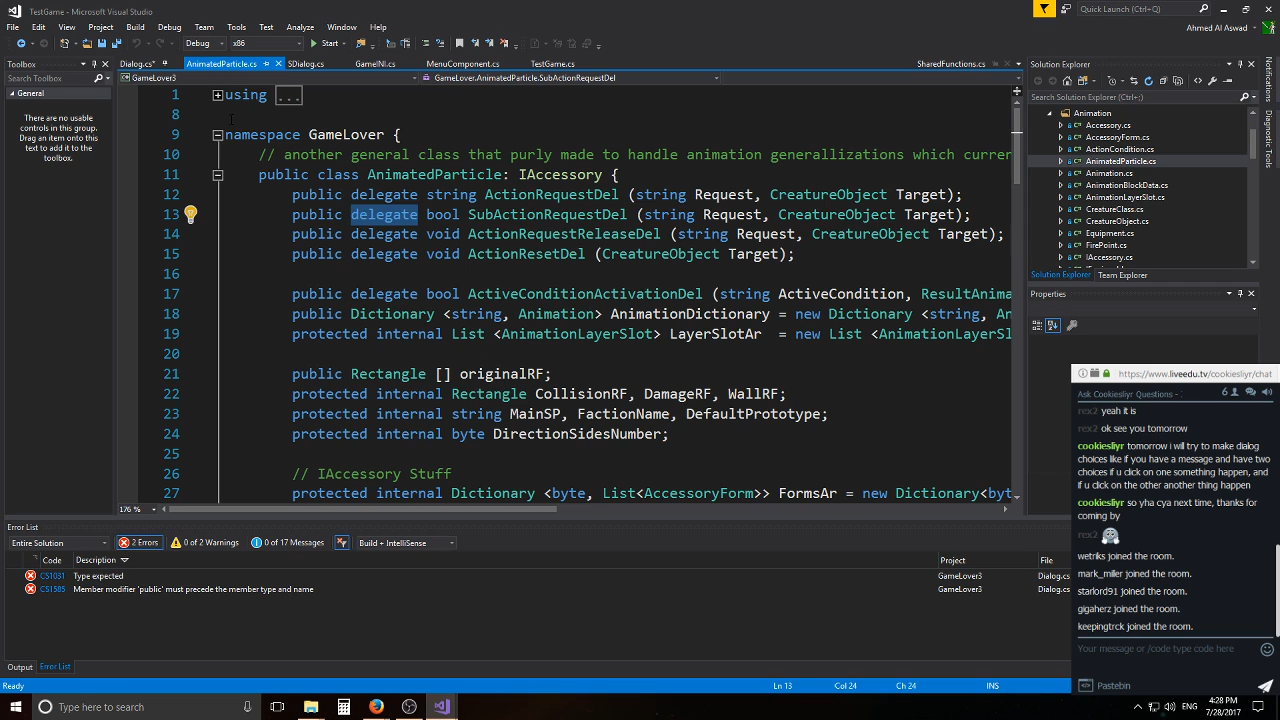 TestGame - Microsoft Visual Studio
Quick Launch (Ctrl+Q)
File Edit View Project Build Debug Team Tools Test Analyze Window Help
Ahmed Al Aswad
Debug x86 Start
Toolbox
Search Toolbox
General
There are no usable
controls in this group.
Drag an item onto this
text to add it to the
toolbox.
SDialog.cs* AnimatedParticle.cs SDialog.cs GameNI.cs MenuComponent.cs TestGame.cs SharedFunctions.cs
GameLover3 GameLover.AnimatedParticle.SubActionRequestDel
1 using ...
8
9 namespace GameLover {
10 // another general class that purly made to handle animation generallizations which curren
11 public class AnimatedParticle: IAccessory {
12 public delegate string ActionRequestDel (string Request, CreatureObject Target);
13 public delegate bool SubActionRequestDel (string Request, CreatureObject Target);
14 public delegate void ActionRequestReleaseDel (string Request, CreatureObject Target);
15 public delegate void ActionResetDel (CreatureObject Target);
16
17 public delegate bool ActiveConditionActivationDel (string ActiveCondition, ResultAnima
18 public Dictionary <string, Animation> AnimationDictionary = new Dictionary <string, An
19 protected internal List <AnimationLayerSlot> LayerSlotAr = new List <AnimationLayerSl
20
21 public Rectangle [] originalRF;
22 protected internal Rectangle CollisionRF, DamageRF, WallRF;
23 protected internal string MainSP, FactionName, DefaultPrototype;
24 protected internal byte DirectionSidesNumber;
25
26 // IAccessory Stuff
27 protected internal Dictionary <byte, List<AccessoryForm>> FormsAr = new Dictionary<byt
176 %
Solution Explorer
Search Solution Explorer (Ctrl+;)
Animation
Accessory.cs
AccessoryForm.cs
ActionCondition.cs
AnimatedParticle.cs
Animation.cs
AnimationBlockData.cs
AnimationLayerSlot.cs
CreatureClass.cs
CreatureObject.cs
Equipment.cs
FirePoint.cs
IAccessory.cs
Solution Explorer Team Explorer
Properties
Notifications
Diagnostic Tools
https://www.liveedu.tv/cookiesliyr/chat
Ask Cookiesliyr Questions - 6
rex2 yeah it is
rex2 ok see you tomorrow
cookiesliyr tomorrow i will try to make dialog
choices like if you have a message and have two
choices if u click on one something happen, and
if u click on the other another thing happen
cookiesliyr so yha cya next time, thanks for
coming by
rex2
wetriks joined the room.
mark_miller joined the room.
starlord91 joined the room.
gigaherz joined the room.
keepingtrck joined the room.
Your message or /code type code here
Pastebin
Error List
Entire Solution 2 Errors 0 of 2 Warnings 0 of 17 Messages Build + IntelliSense
Code Description Project File
CS1031 Type expected GameLover3 Dialog.cs
CS1585 Member modifier 'public' must precede the member type and name GameLover3 Dialog.cs
Output Error List
Ready Ln 13 Col 24 Ch 24 INS
Type here to search
4:28 PM
7/28/2017